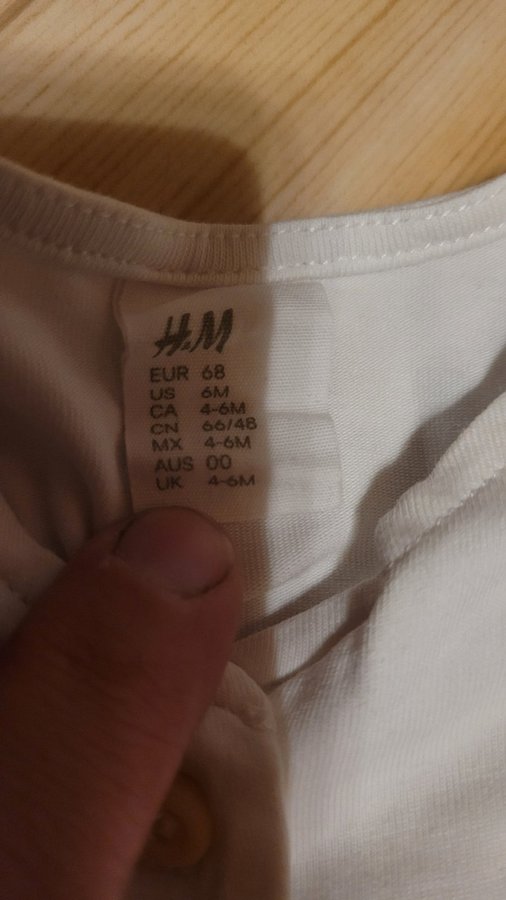 H&M
EUR 68
US 6M
CA 4-6M
CN 66/48
MX 4-6M
AUS 00
UK 4-6M